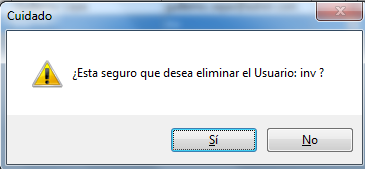 Cuidado
¿Esta seguro que desea eliminar el Usuario: inv ?
Sí
No